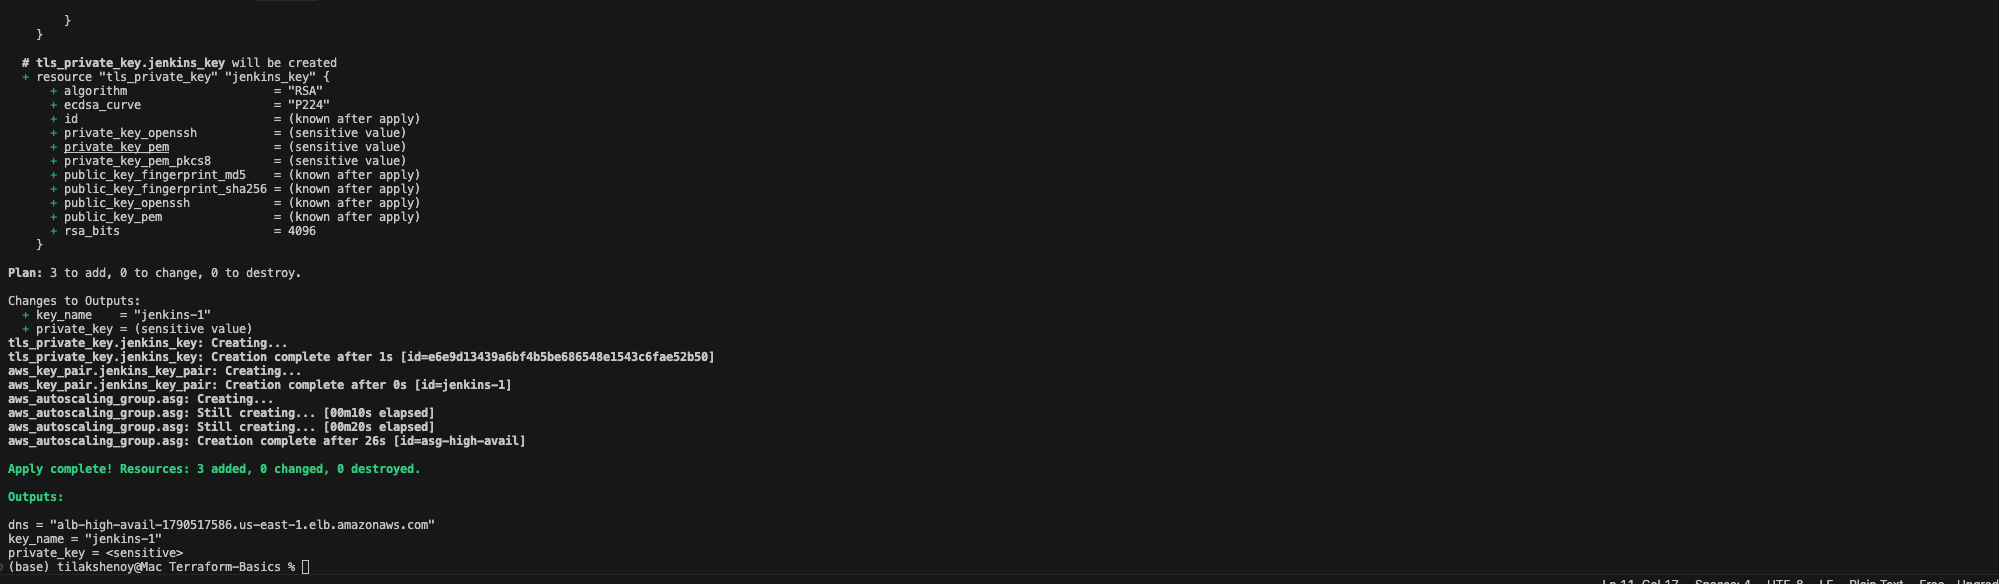 }
    }

  # tls_private_key.jenkins_key will be created
  + resource "tls_private_key" "jenkins_key" {
      + algorithm                     = "RSA"
      + ecdsa_curve                   = "P224"
      + id                            = (known after apply)
      + private_key_openssh           = (sensitive value)
      + private_key_pem               = (sensitive value)
      + private_key_pem_pkcs8         = (sensitive value)
      + public_key_fingerprint_md5    = (known after apply)
      + public_key_fingerprint_sha256 = (known after apply)
      + public_key_openssh            = (known after apply)
      + public_key_pem                = (known after apply)
      + rsa_bits                      = 4096
    }

Plan: 3 to add, 0 to change, 0 to destroy.

Changes to Outputs:
  + key_name    = "jenkins-1"
  + private_key = (sensitive value)
tls_private_key.jenkins_key: Creating...
tls_private_key.jenkins_key: Creation complete after 1s [id=e6e9d13439a6bf4b5be686548e1543c6fae52b50]
aws_key_pair.jenkins_key_pair: Creating...
aws_key_pair.jenkins_key_pair: Creation complete after 0s [id=jenkins-1]
aws_autoscaling_group.asg: Creating...
aws_autoscaling_group.asg: Still creating... [00m10s elapsed]
aws_autoscaling_group.asg: Still creating... [00m20s elapsed]
aws_autoscaling_group.asg: Creation complete after 26s [id=asg-high-avail]

Apply complete! Resources: 3 added, 0 changed, 0 destroyed.

Outputs:

dns = "alb-high-avail-1790517586.us-east-1.elb.amazonaws.com"
key_name = "jenkins-1"
private_key = <sensitive>
(base) tilakshenoy@Mac Terraform-Basics %
Ln 11, Col 17 Spaces: 4 UTF-8 LF Plain Text